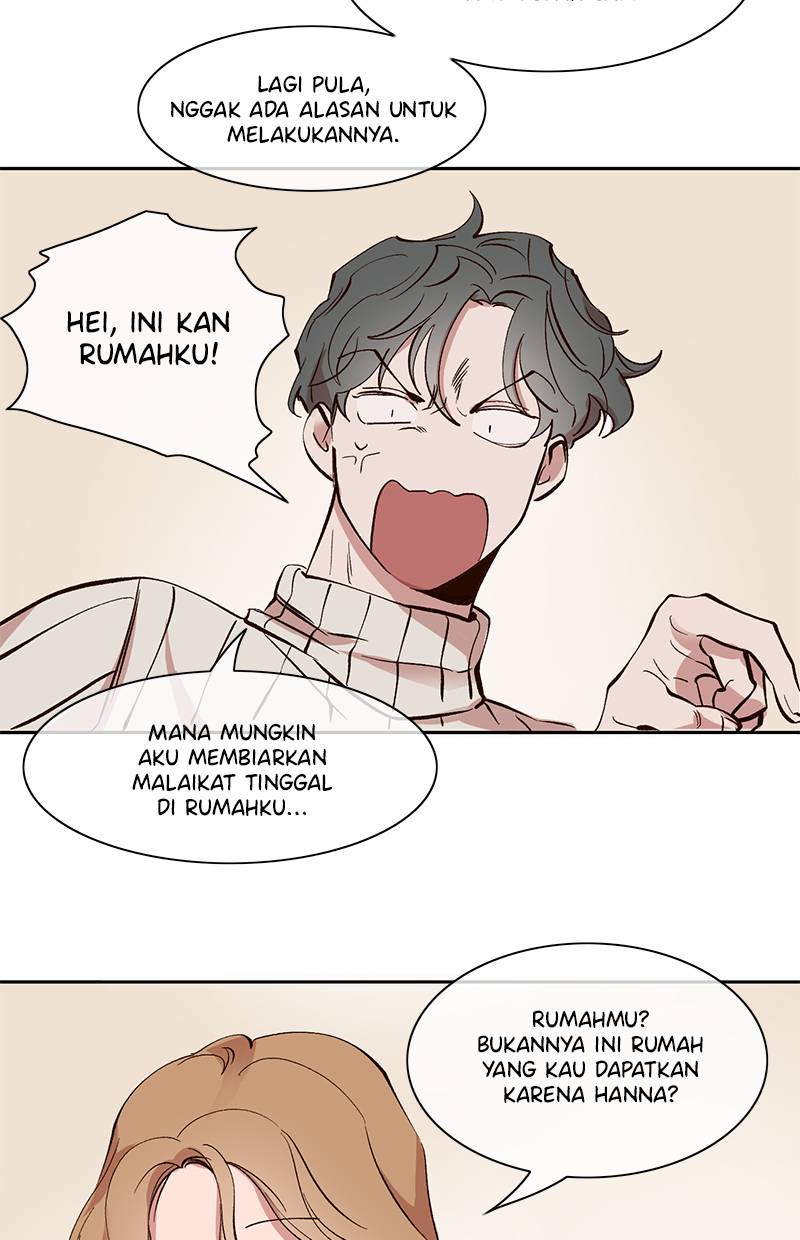 LAGI PULA,
NGGAK ADA ALASAN UNTUK
MELAKUKANNYA.
HEI, INI KAN
RUMAHKU!
MANA MUNGKIN
AKU MEMBIARKAN
MALAIKAT TINGGAL
DI RUMAHKU...
RUMAHMU?
BUKANNYA INI RUMAH
YANG KAU DAPATKAN
KARENA HANNA?